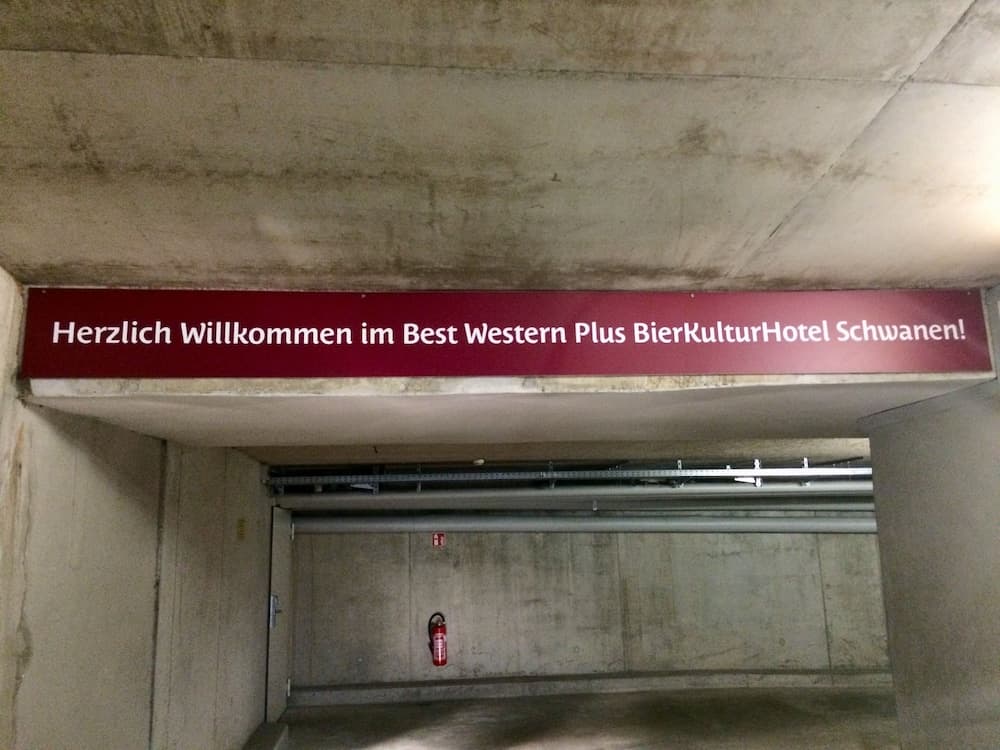 Herzlich Willkommen im Best Western Plus BierKulturHotel Schwanen!